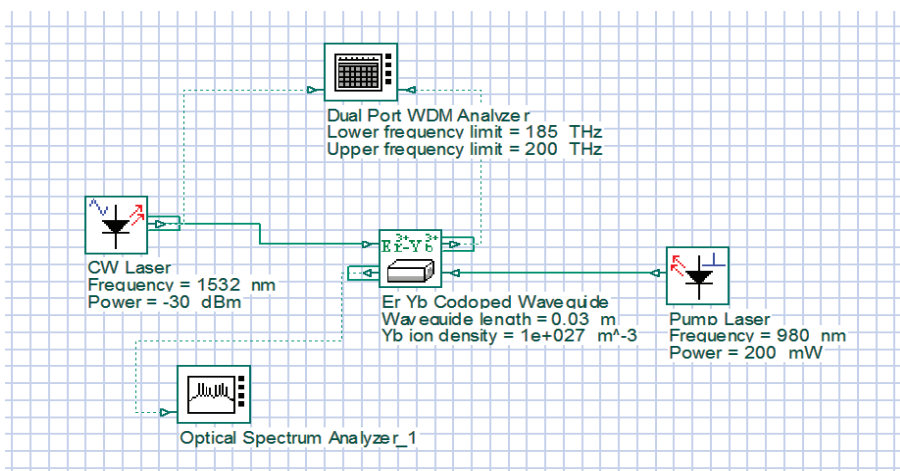 Dual Port WDM Analyzer
Lower frequency limit = 185 THz
Upper frequency limit = 200 THz
CW Laser
Frequency = 1532 nm
Power = -30 dBm
Er Yb Codoped Waveguide
Waveguide length = 0.03 m
Yb ion density = 1e+027 m^-3
Pump Laser
Frequency = 980 nm
Power = 200 mW
Optical Spectrum Analyzer_1